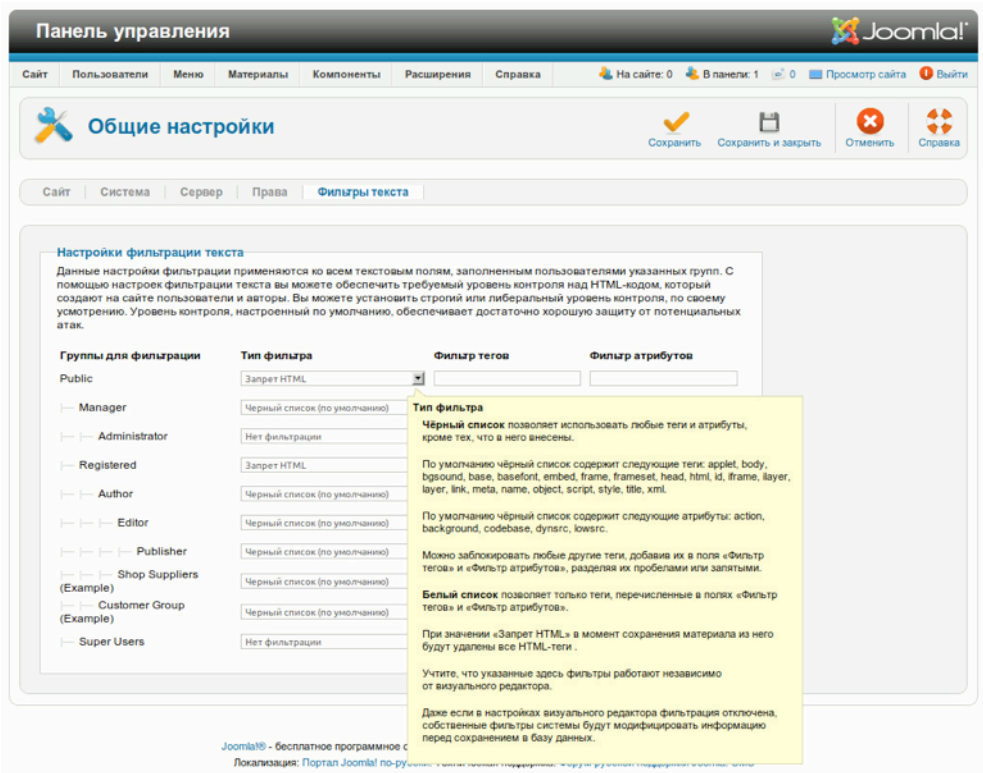 Панель управления
Joomla!
Сайт Пользователи Меню Материалы Компоненты Расширения Справка На сайте: 0 В панели: 1 0 Просмотр сайта Выйти
Общие настройки
Сохранить Сохранить и закрыть Отменить Справка
Сайт Система Сервер Права Фильтры текста
Настройки фильтрации текста
Данные настройки фильтрации применяются ко всем текстовым полям, заполненным пользователями указанных групп. С
помощью настроек фильтрации текста вы можете обеспечить требуемый уровень контроля над HTML-кодом, который
создают на сайте пользователи и авторы. Вы можете установить строгий или либеральный уровень контроля, по своему
усмотрению. Уровень контроля, настроенный по умолчанию, обеспечивает достаточно хорошую защиту от потенциальных
атак.
Группы для фильтрации Тип фильтра Фильтр тегов Фильтр атрибутов
Public Запрет HTML
Manager Черный список (по умолчанию)
Administrator Нет фильтрации
Registered Запрет HTML
Author Черный список (по умолчанию)
Editor Черный список (по умолчанию)
Publisher Черный список (по умолчанию)
Shop Suppliers
(Example) Черный список (по умолчанию)
Customer Group
(Example) Черный список (по умолчанию)
Super Users Нет фильтрации
Тип фильтра
Чёрный список позволяет использовать любые теги и атрибуты,
кроме тех, что в него внесены.
По умолчанию чёрный список содержит следующие теги: applet, body,
bgsound, base, basefont, embed, frame, frameset, head, html, id, iframe, ilayer,
layer, link, meta, name, object, script, style, title, xml.
По умолчанию чёрный список содержит следующие атрибуты: action,
background, codebase, dynsrc, lowsrc.
Можно заблокировать любые другие теги, добавив их в поля «Фильтр
тегов» и «Фильтр атрибутов», разделяя их пробелами или запятыми.
Белый список позволяет только теги, перечисленные в полях «Фильтр
тегов» и «Фильтр атрибутов».
При значении «Запрет HTML» в момент сохранения материала из него
будут удалены все HTML-теги .
Учтите, что указанные здесь фильтры работают независимо
от визуального редактора.
Даже если в настройках визуального редактора фильтрация отключена,
собственные фильтры системы будут модифицировать информацию
перед сохранением в базу данных.
Joomla!® - бесплатное программное
Локализация: Портал Joomla! по-русски.